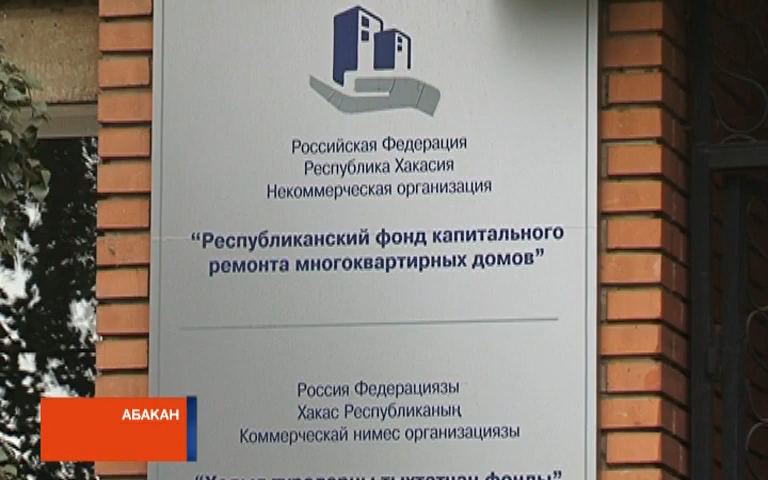 Российская Федерация
Республика Хакасия
Некоммерческая организация
“Республиканский фонд капитального
ремонта многоквартирных домов”
Россия Федерациязы
Хакас Республиканың
Коммерческай нимес организациязы
фонды”
АБАКАН